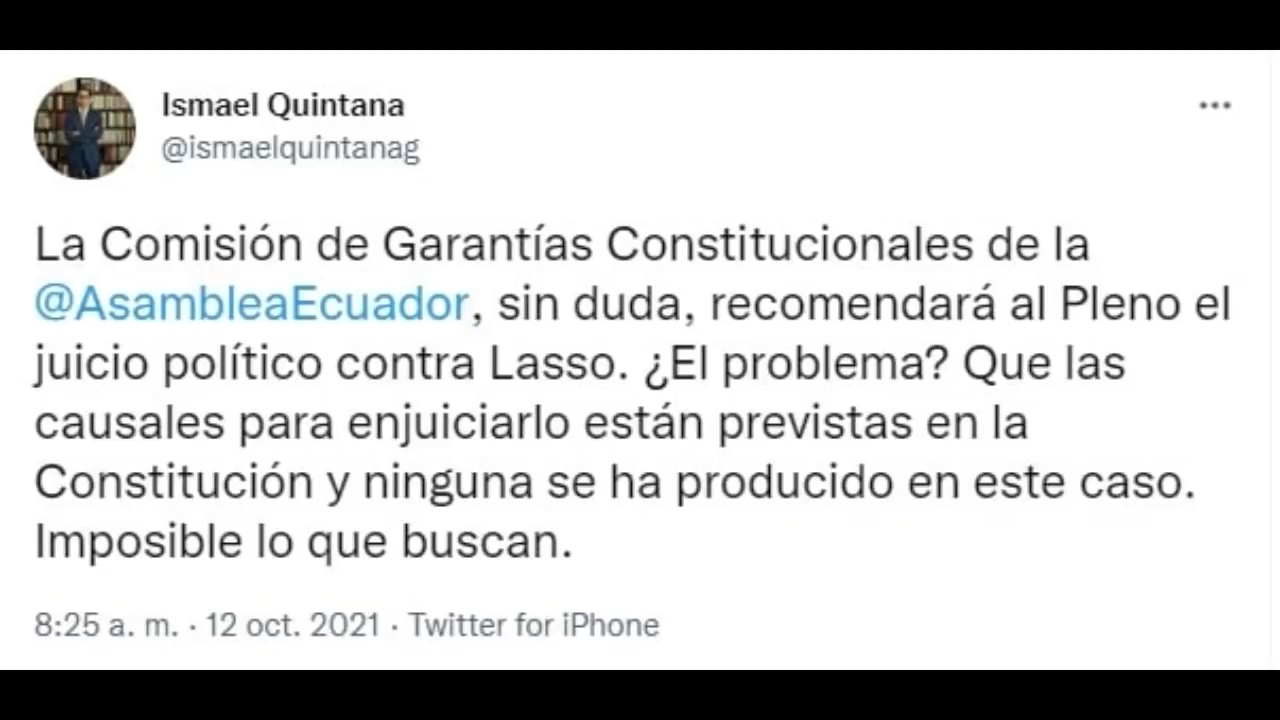 Ismael Quintana
@ismaelquintanag
La Comisión de Garantías Constitucionales de la
@AsambleaEcuador, sin duda, recomendará al Pleno el
juicio político contra Lasso. ¿El problema? Que las
causales para enjuiciarlo están previstas en la
Constitución y ninguna se ha producido en este caso.
Imposible lo que buscan.
8:25 a. m. · 12 oct. 2021 · Twitter for iPhone